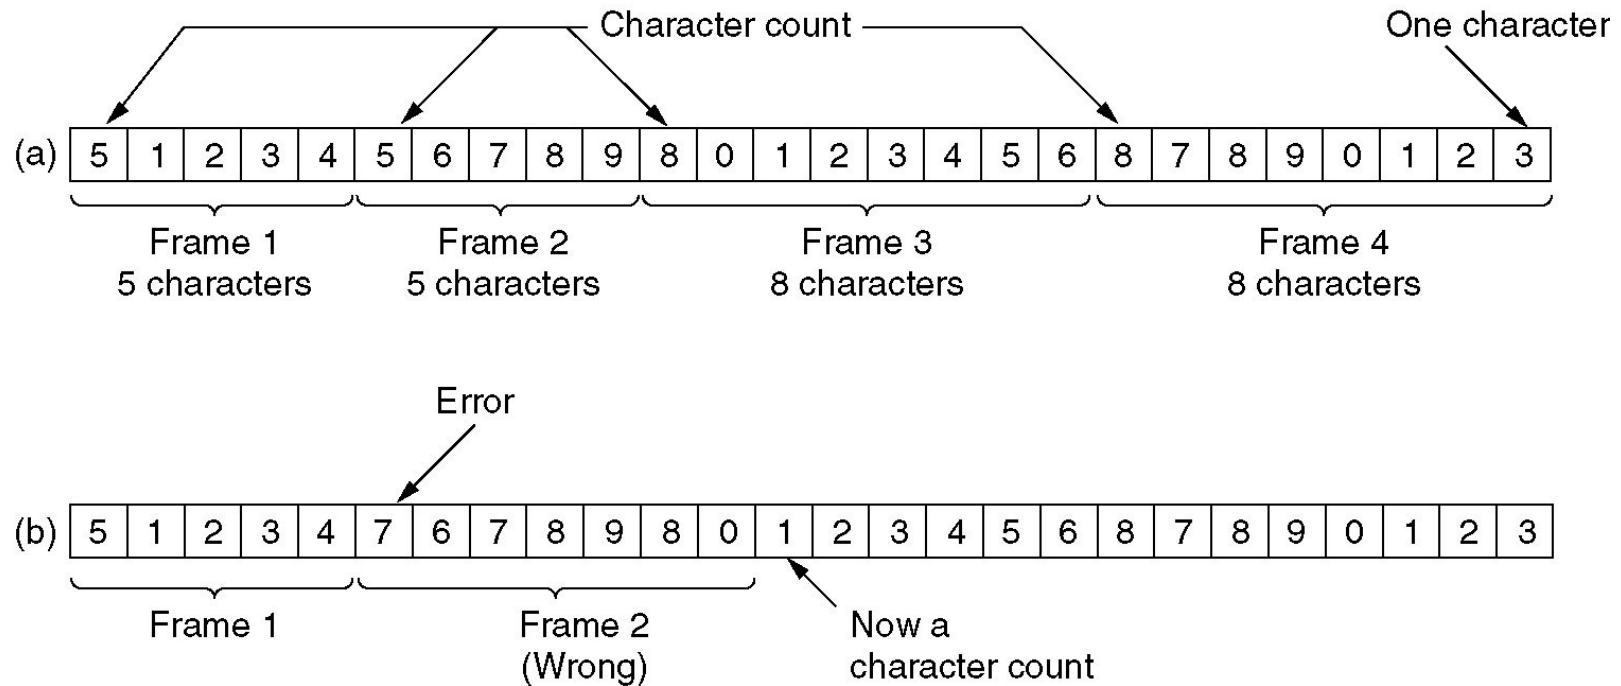 Character count
One character
(a) 5 1 2 3 4 5 6 7 8 9 8 0 1 2 3 4 5 6 8 7 8 9 0 1 2 3
Frame 1
5 characters
Frame 2
5 characters
Frame 3
8 characters
Frame 4
8 characters
Error
(b) 5 1 2 3 4 7 6 7 8 9 8 0 1 2 3 4 5 6 8 7 8 9 0 1 2 3
Frame 1
Frame 2
(Wrong)
Now a
character count